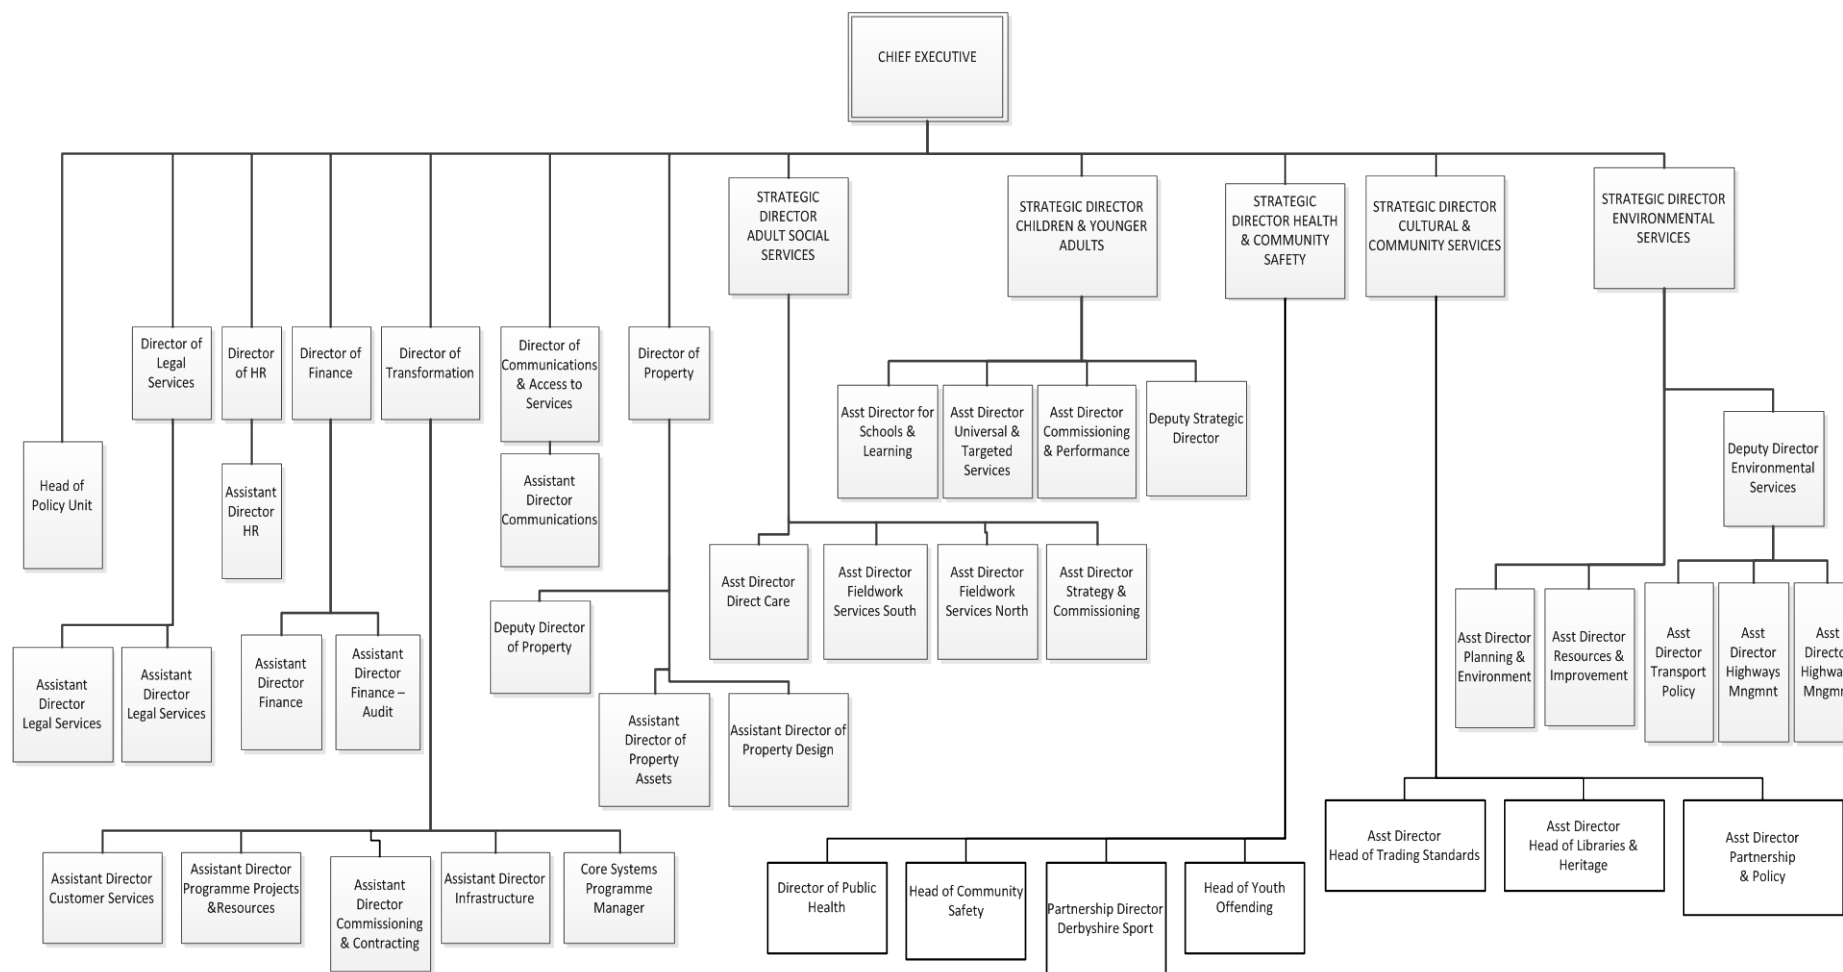 CHIEF EXECUTIVE
STRATEGIC
DIRECTOR
ADULT SOCIAL
SERVICES
STRATEGIC DIRECTOR
CHILDREN & YOUNGER
ADULTS
STRATEGIC
DIRECTOR HEALTH
& COMMUNITY
SAFETY
STRATEGIC DIRECTOR
CULTURAL &
COMMUNITY SERVICES
STRATEGIC DIRECTOR
ENVIRONMENTAL
SERVICES
Director of
Legal
Services
Director
of HR
Director of
Finance
Director of
Transformation
Director of
Communications
& Access to
Services
Director of
Property
Asst Director for
Schools &
Learning
Asst Director
Universal &
Targeted
Services
Asst Director
Commissioning
& Performance
Deputy Strategic
Director
Deputy Director
Environmental
Services
Head of
Policy Unit
Assistant
Director
HR
Assistant
Director
Communications
Asst Director
Direct Care
Asst Director
Fieldwork
Services South
Asst Director
Fieldwork
Services North
Asst Director
Strategy &
Commissioning
Deputy Director
of Property
Asst Director
Planning &
Environment
Asst Director
Resources &
Improvement
Asst
Director
Transport
Policy
Asst
Director
Highways
Mngmnt
Asst
Assistant
Director
Legal Services
Assistant
Director
Legal Services
Assistant
Director
Finance
Assistant
Director
Finance –
Audit
Assistant
Director of
Property
Assets
Assistant Director of
Property Design
Asst Director
Head of Trading Standards
Asst Director
Head of Libraries &
Heritage
Asst Director
Partnership
& Policy
Assistant Director
Customer Services
Assistant Director
Programme Projects
&Resources
Assistant
Director
Commissioning
& Contracting
Assistant Director
Infrastructure
Core Systems
Programme
Manager
Director of Public
Health
Head of Community
Safety
Partnership Director
Derbyshire Sport
Head of Youth
Offending